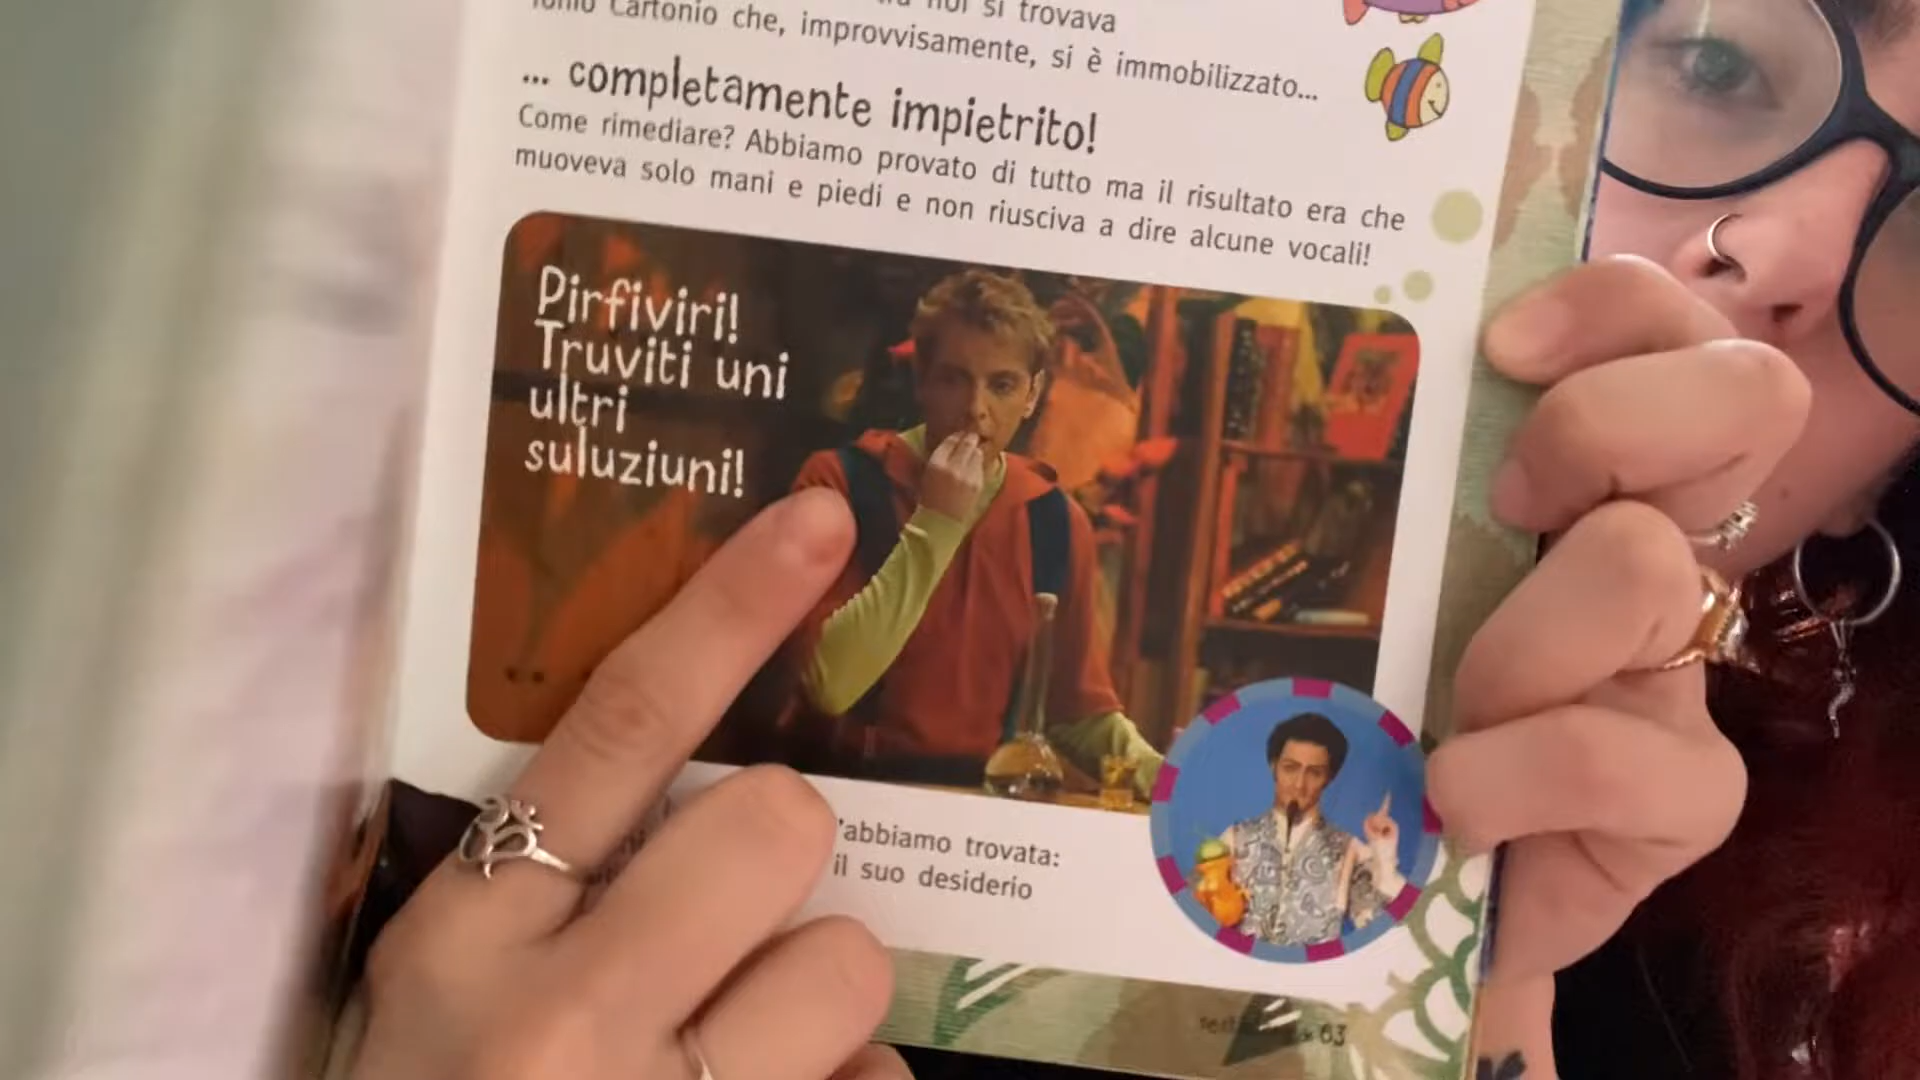 noi si trovava
Cartonio che, improvvisamente, si è immobilizzato...
... completamente impietrito!
Come rimediare? Abbiamo provato di tutto ma il risultato era che
muoveva solo mani e piedi e non riusciva a dire alcune vocali!
Pirfiviri!
Truviti uni
ultri
suluziuni!
'abbiamo trovata:
il suo desiderio
63